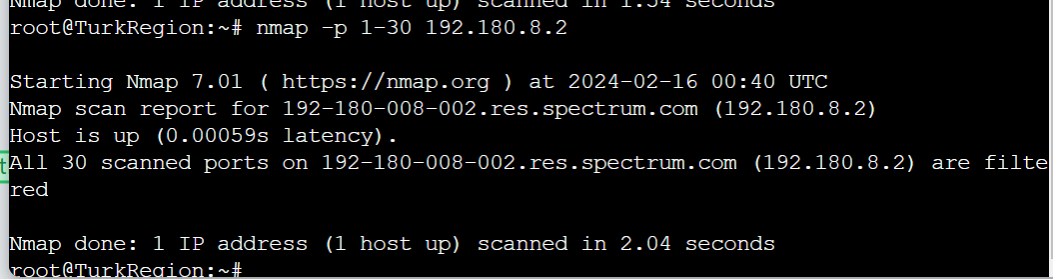 Nmap done: 1 IP address (1 host up) scanned in 1.54 seconds
root@TurkRegion:~# nmap -p 1-30 192.180.8.2
Starting Nmap 7.01 ( https://nmap.org ) at 2024-02-16 00:40 UTC
Nmap scan report for 192-180-008-002.res.spectrum.com (192.180.8.2)
Host is up (0.00059s latency).
All 30 scanned ports on 192-180-008-002.res.spectrum.com (192.180.8.2) are filte
red
Nmap done: 1 IP address (1 host up) scanned in 2.04 seconds
root@TurkRegion:~#